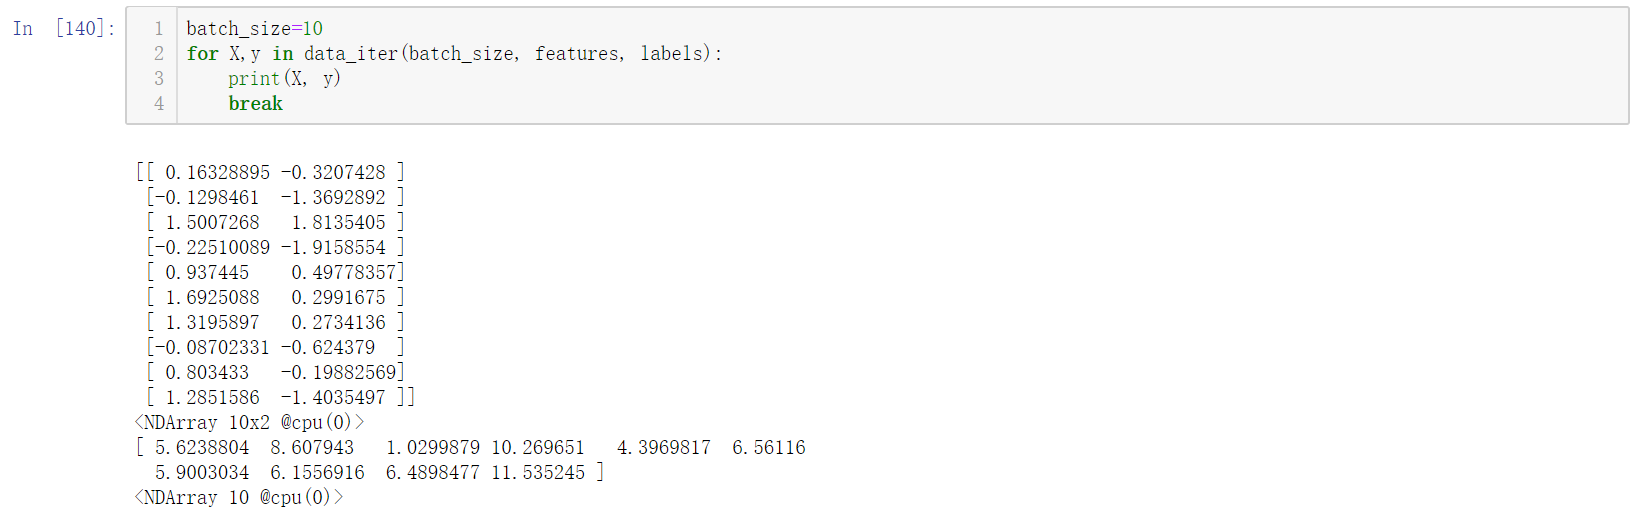 In [140]:
1 batch_size=10
2 for X,y in data_iter(batch_size, features, labels):
3     print(X, y)
4     break
[[ 0.16328895 -0.3207428 ]
 [-0.1298461  -1.3692892 ]
 [ 1.5007268   1.8135405 ]
 [-0.22510089 -1.9158554 ]
 [ 0.937445    0.49778357]
 [ 1.6925088   0.2991675 ]
 [ 1.3195897   0.2734136 ]
 [-0.08702331 -0.624379  ]
 [ 0.803433   -0.19882569]
 [ 1.2851586  -1.4035497 ]]
<NDArray 10x2 @cpu(0)>
[ 5.6238804  8.607943   1.0299879 10.269651   4.3969817  6.56116
  5.9003034  6.1556916  6.4898477 11.535245 ]
<NDArray 10 @cpu(0)>